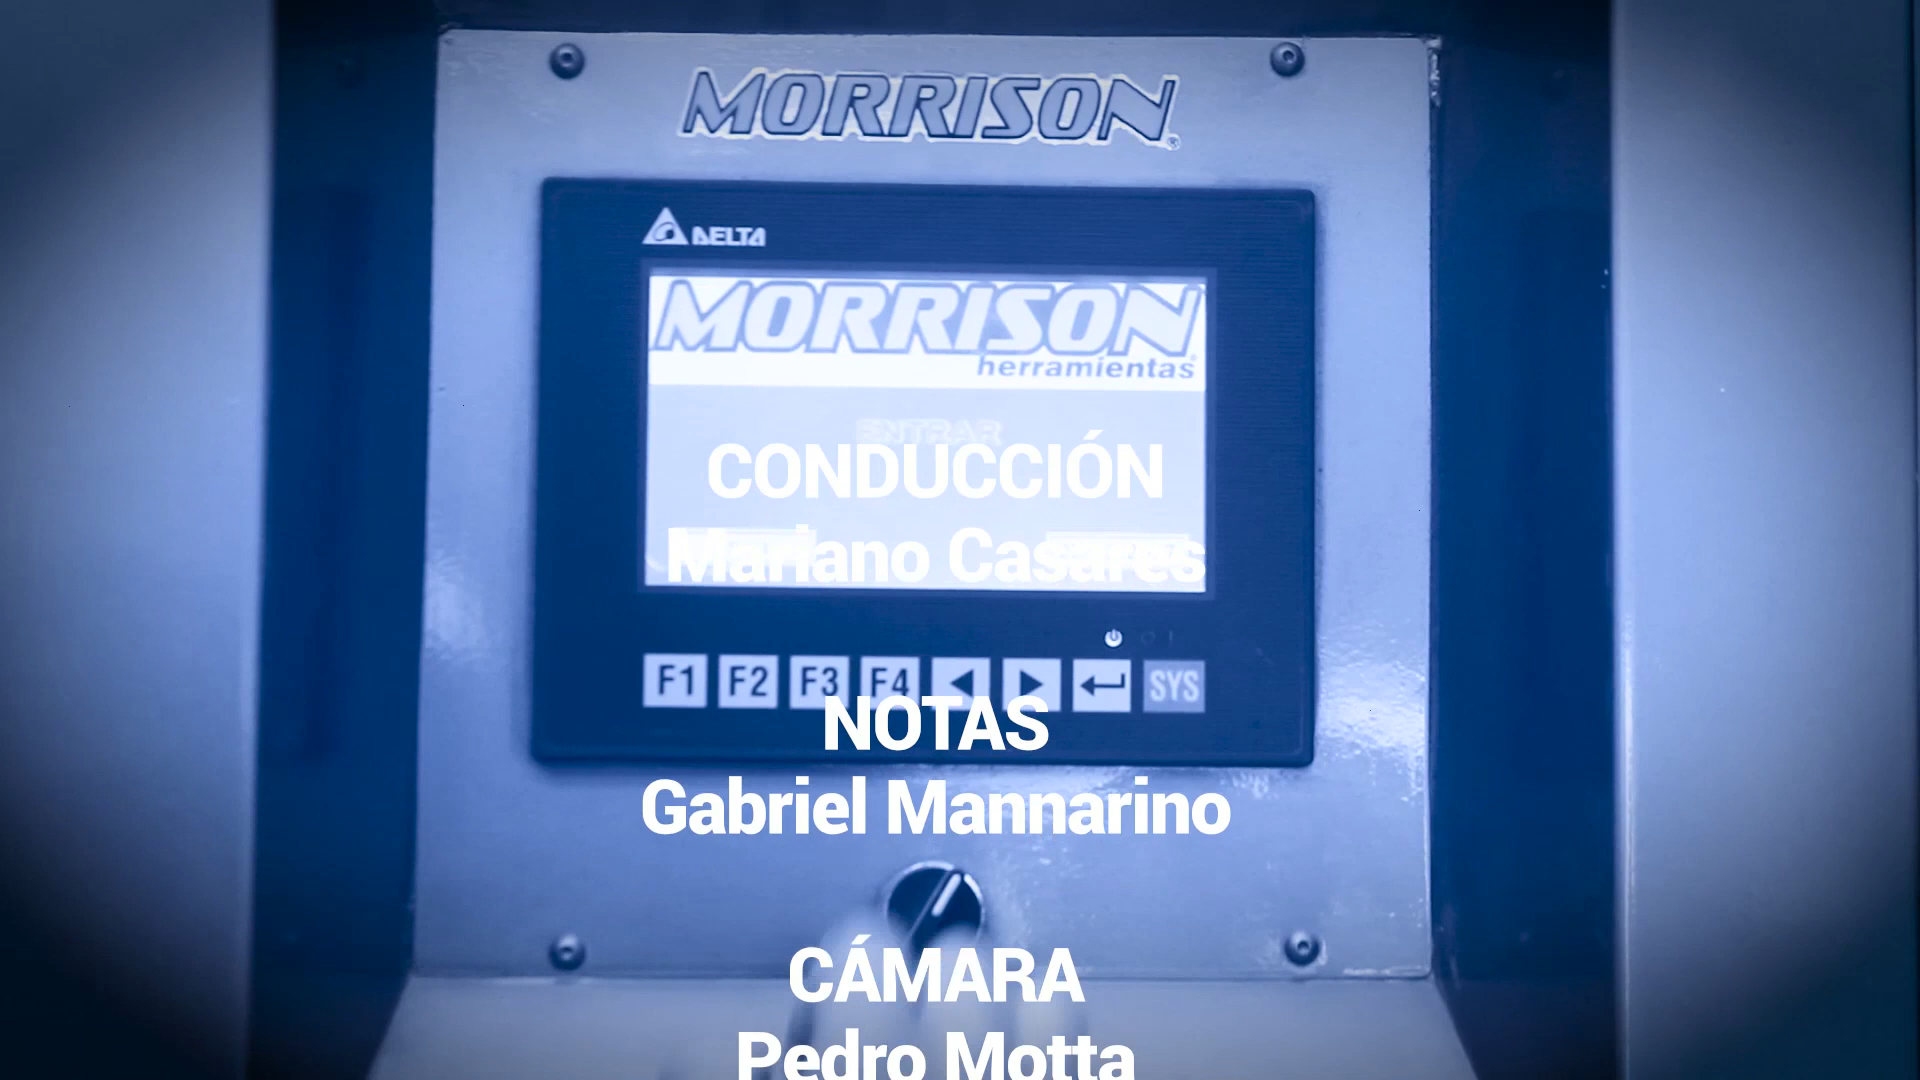 MORRISON
DELTA
MORRISON
herramientas
ENTRAR
CONDUCCIÓN
Mariano Casares
F1 F2 F3 F4 SYS
NOTAS
Gabriel Mannarino
CÁMARA
Pedro Motta